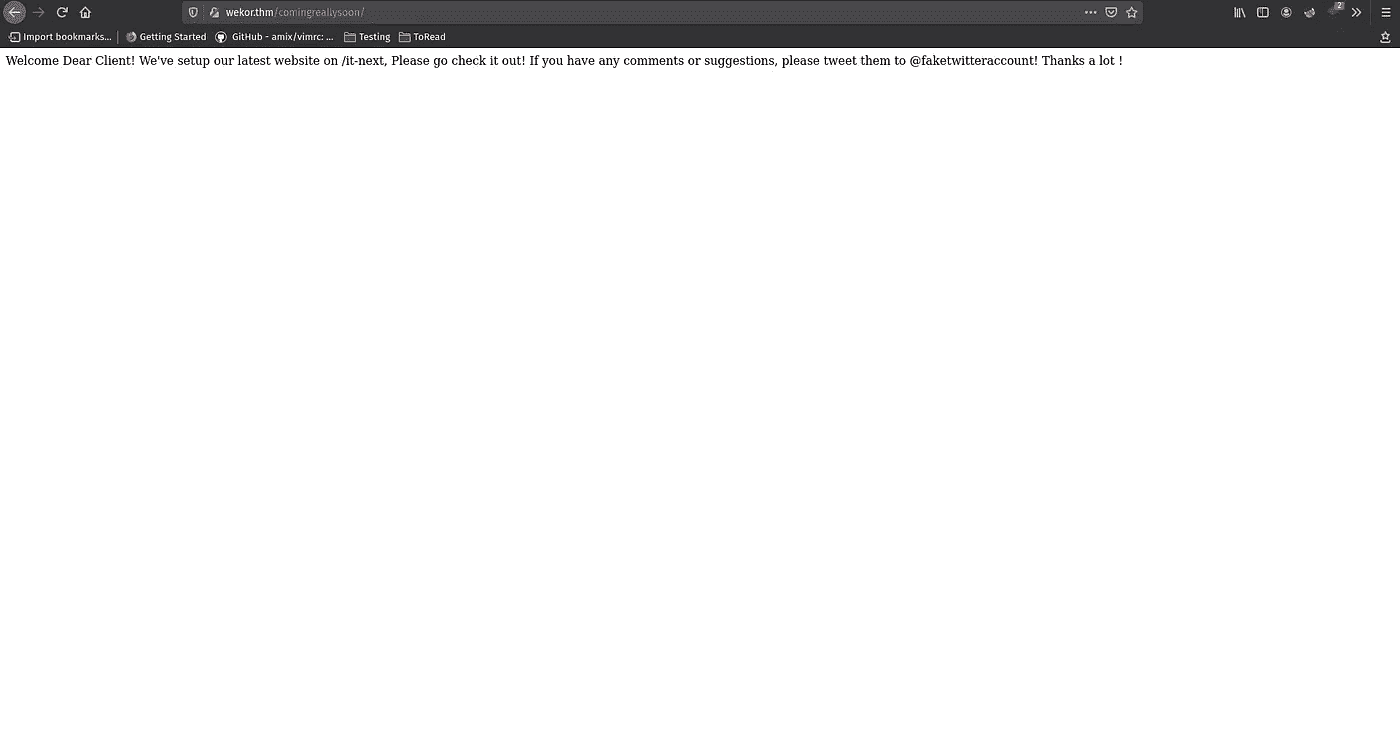 wekor.thm/comingreallysoon/
2
Import bookmarks... Getting Started GitHub - amix/vimrc: ... Testing ToRead
Welcome Dear Client! We've setup our latest website on /it-next, Please go check it out! If you have any comments or suggestions, please tweet them to @faketwitteraccount! Thanks a lot !